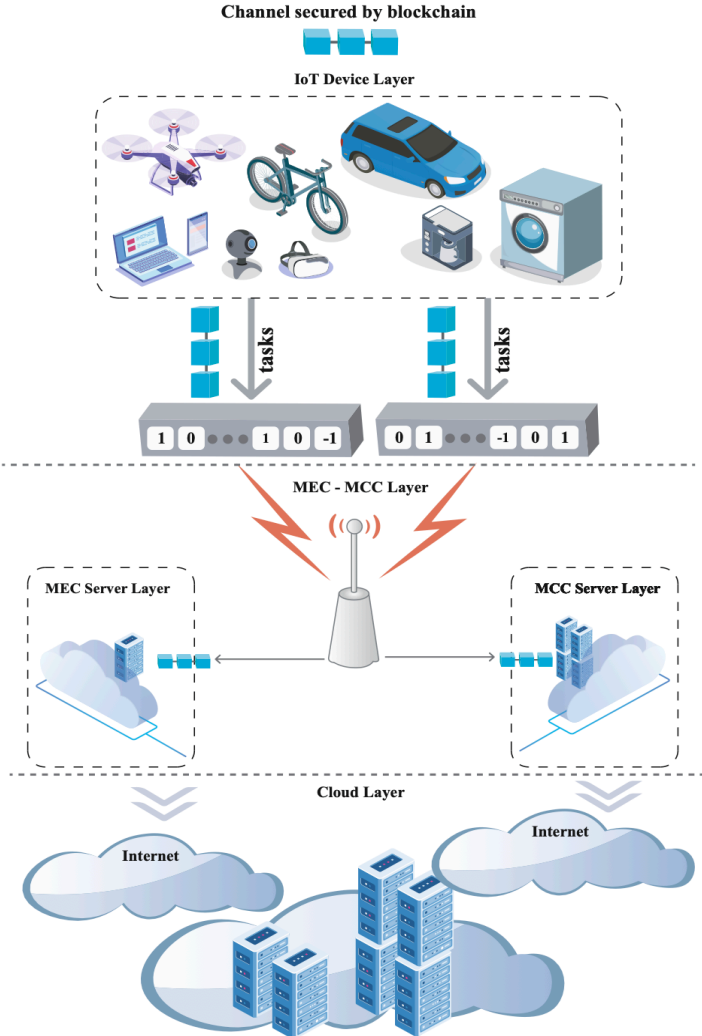 Channel secured by blockchain
IoT Device Layer
tasks
tasks
1 0 1 0 -1
0 1 -1 0 1
MEC - MCC Layer
MEC Server Layer
MCC Server Layer
Cloud Layer
Internet
Internet